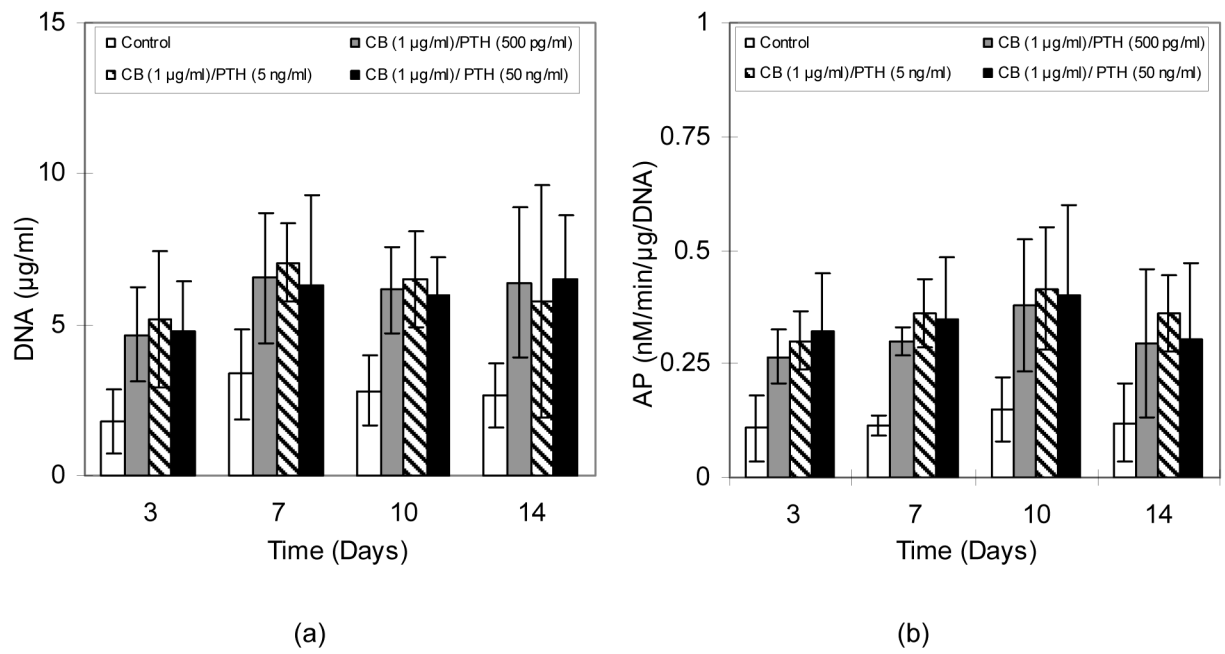 15
10
5
0
DNA (µg/ml)
Control
CB (1 µg/ml)/PTH (500 pg/ml)
CB (1 µg/ml)/PTH (5 ng/ml)
CB (1 µg/ml)/ PTH (50 ng/ml)
3 7 10 14
Time (Days)
(a)
1
0.75
0.5
0.25
0
AP (nM/min/µg/DNA)
Control
CB (1 µg/ml)/PTH (500 pg/ml)
CB (1 µg/ml)/PTH (5 ng/ml)
CB (1 µg/ml)/ PTH (50 ng/ml)
3 7 10 14
Time (Days)
(b)